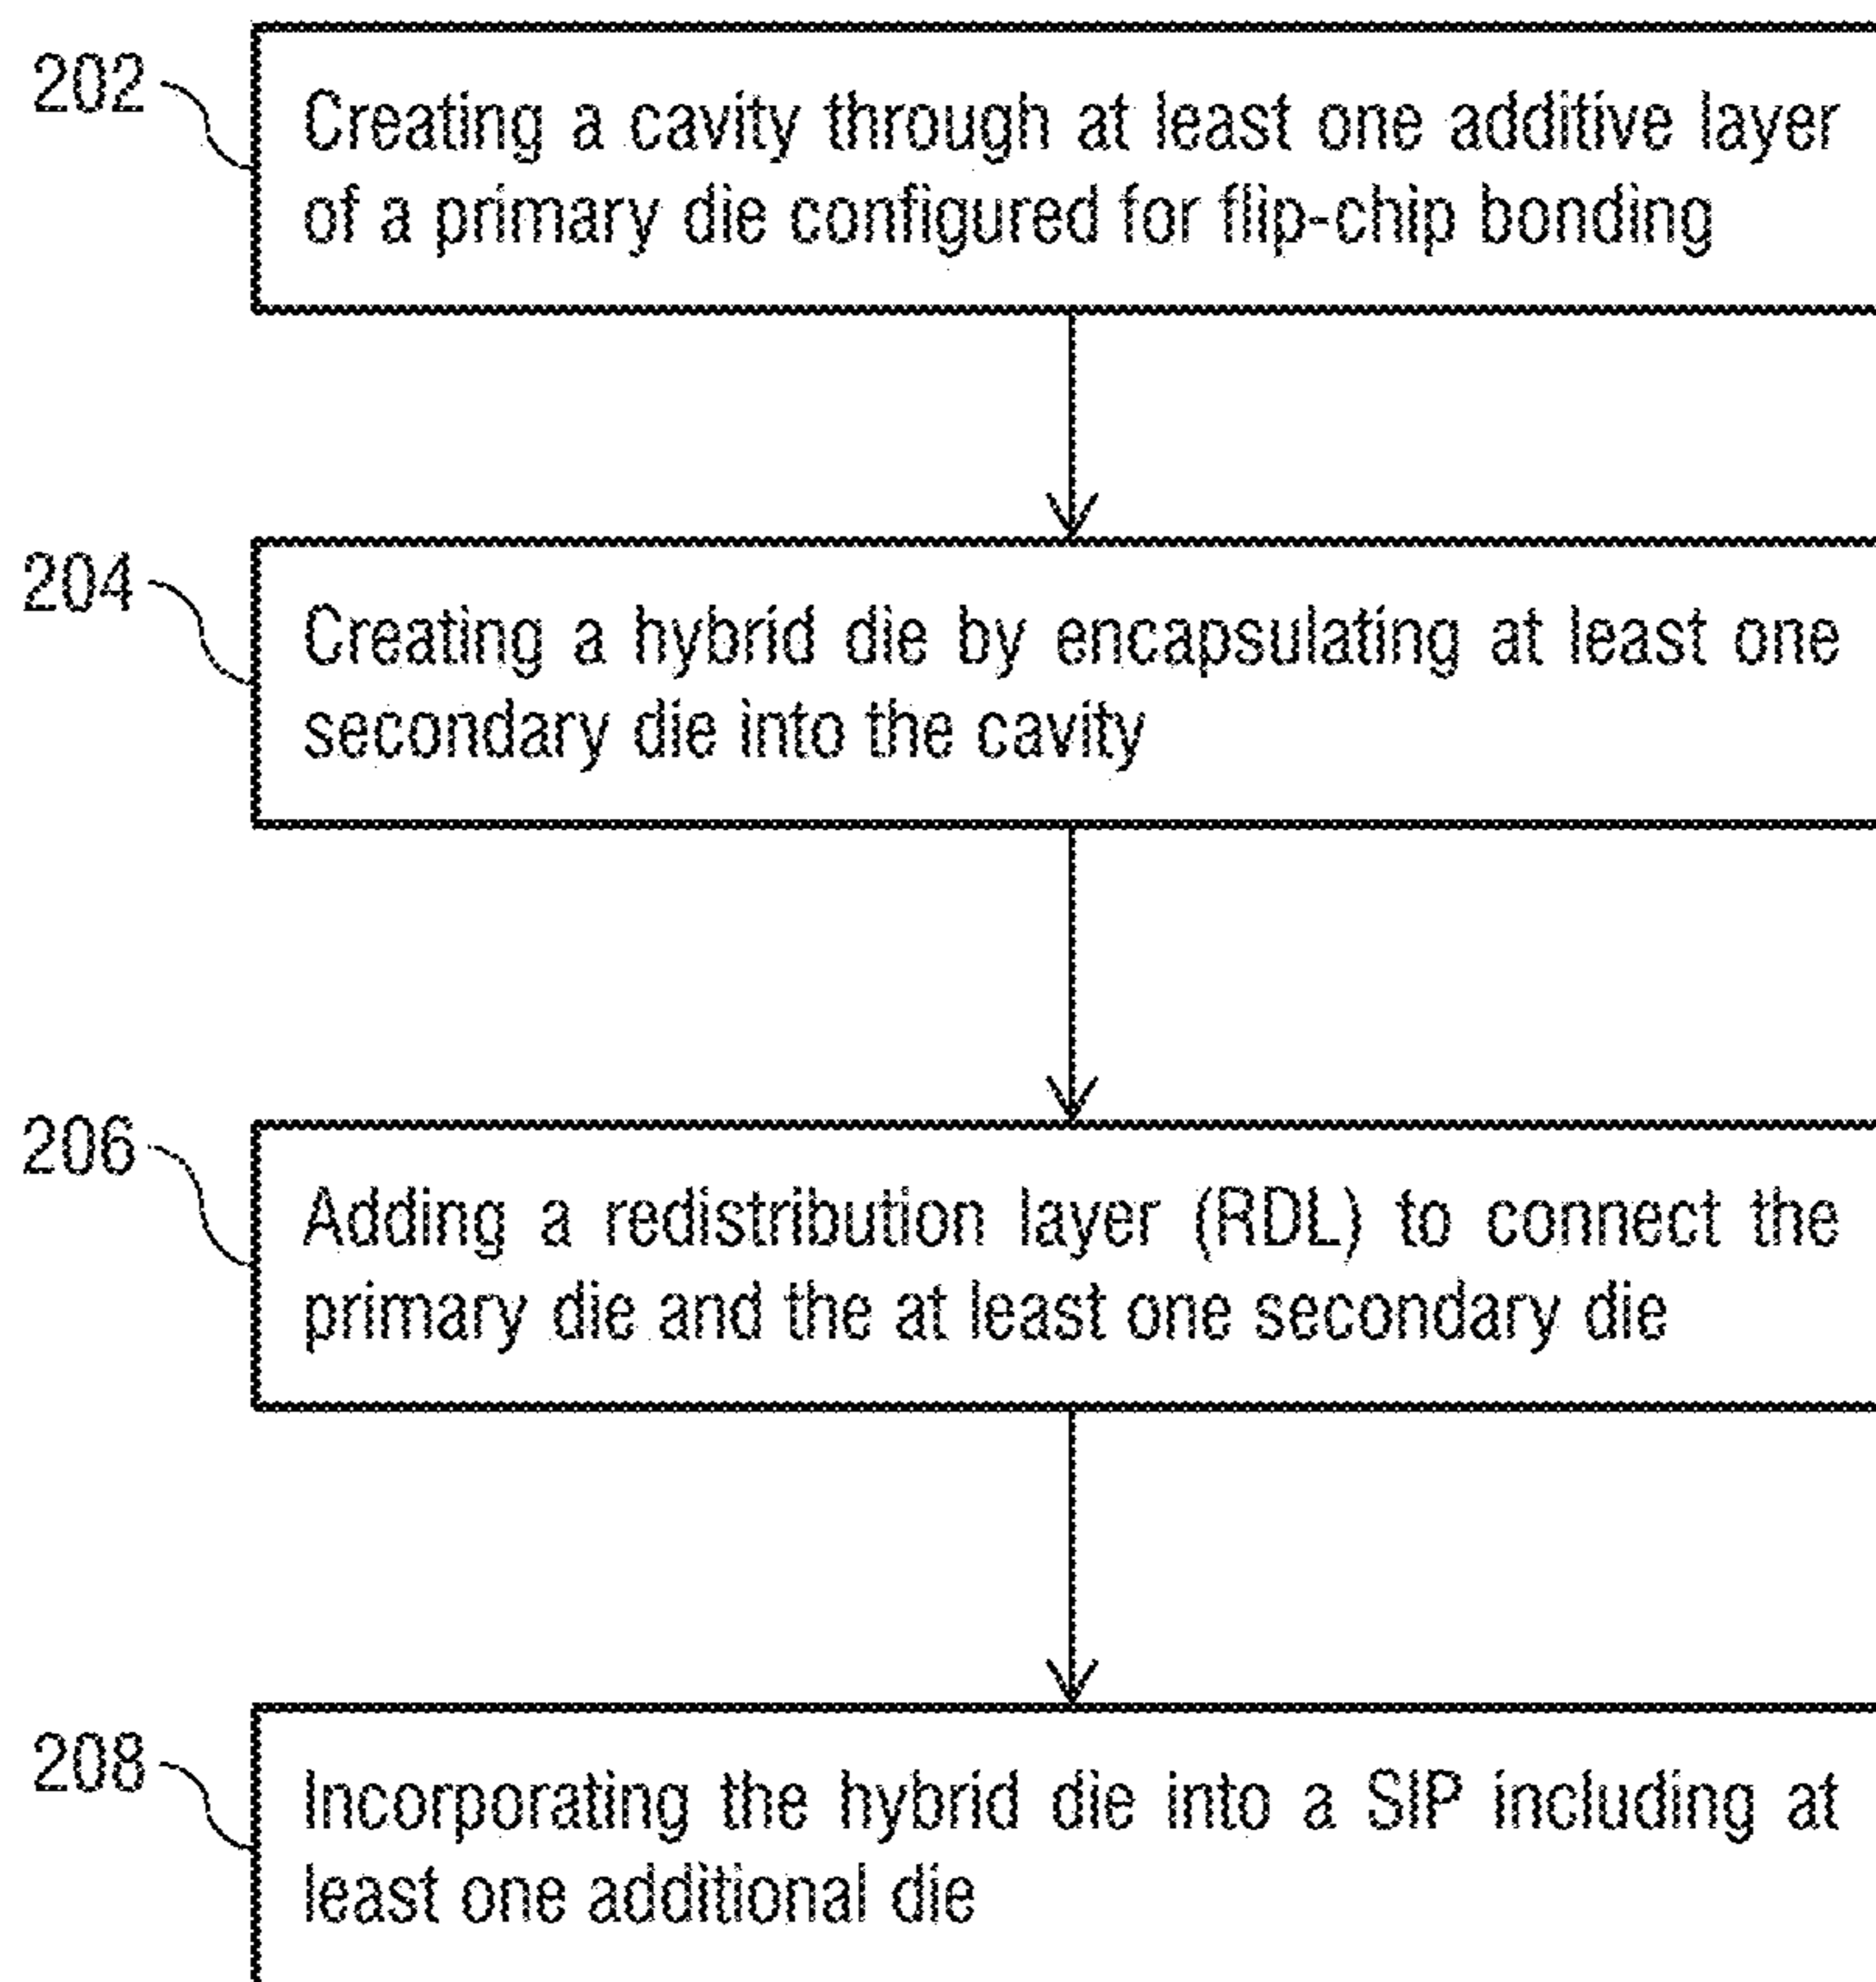 202
Creating a cavity through at least one additive layer
of a primary die configured for flip-chip bonding
204
Creating a hybrid die by encapsulating at least one
secondary die into the cavity
206
Adding a redistribution layer (RDL) to connect the
primary die and the at least one secondary die
208
Incorporating the hybrid die into a SIP including at
least one additional die